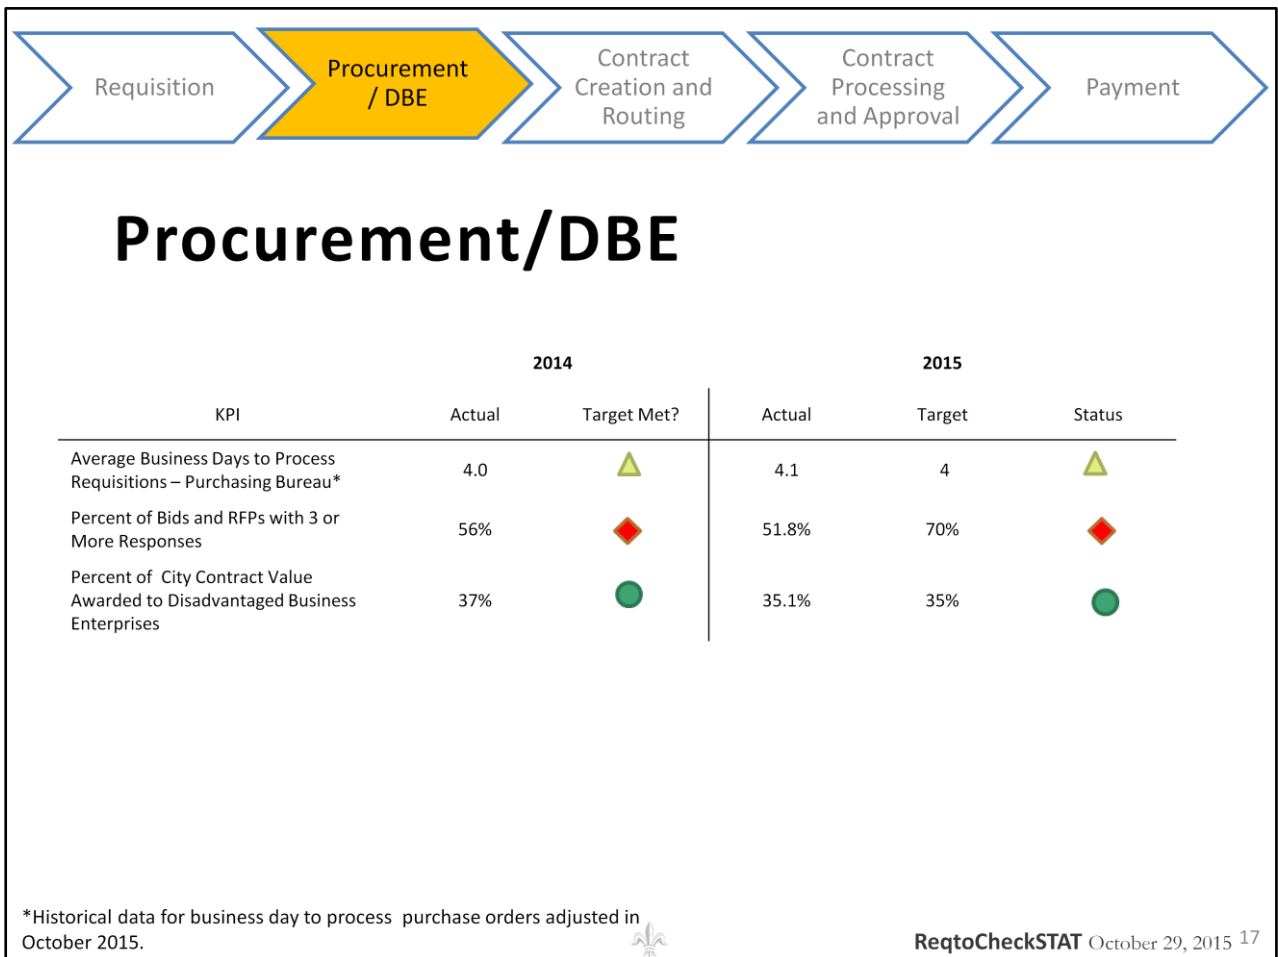 Requisition
Procurement
/ DBE
Contract
Creation and
Routing
Contract
Processing
and Approval
Payment
Procurement/DBE
2014 2015
KPI Actual Target Met? Actual Target Status
Average Business Days to Process
Requisitions – Purchasing Bureau*
4.0 4.1 4
Percent of Bids and RFPs with 3 or
More Responses
56% 51.8% 70%
Percent of  City Contract Value
Awarded to Disadvantaged Business
Enterprises
37% 35.1% 35%
*Historical data for business day to process  purchase orders adjusted in
October 2015.
ReqtoCheckSTAT October 29, 2015 17